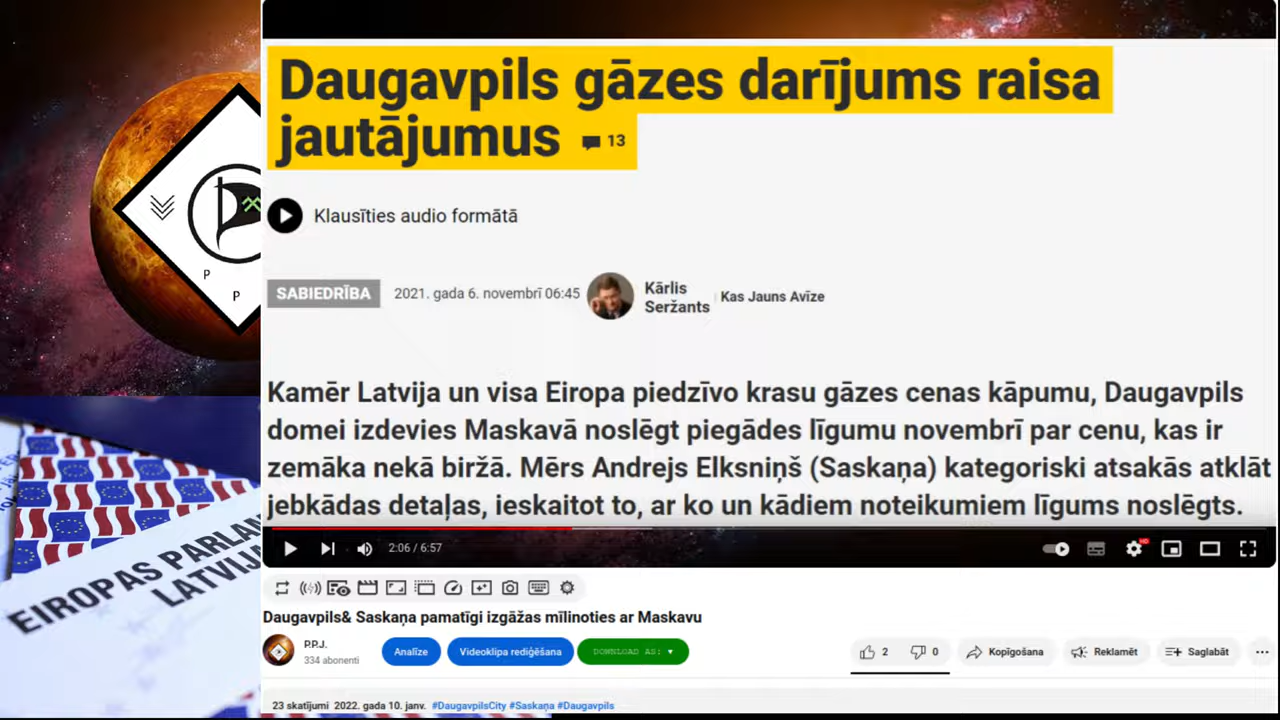 Daugavpils gāzes darījums raisa
jautājumus 13
Klausīties audio formātā
SABIEDRĪBA 2021. gada 6. novembrī 06:45 Kārlis Seržants Kas Jauns Avīze
Kamēr Latvija un visa Eiropa piedzīvo krasu gāzes cenas kāpumu, Daugavpils
domei izdevies Maskavā noslēgt piegādes līgumu novembrī par cenu, kas ir
zemāka nekā biržā. Mērs Andrejs Elksniņš (Saskaņa) kategoriski atsakās atklāt
jebkādas detaļas, ieskaitot to, ar ko un kādiem noteikumiem līgums noslēgts.
P
P
EIROPAS PARLA
LATVIJ
2:06 / 6:57
HD
Daugavpils& Saskaņa pamatīgi izgāžas mīlinoties ar Maskavu
P.P.J.
334 abonenti
Analīze
Videoklipa rediģēšana
DOWNLOAD AS: ▼
2
0
Kopīgošana
Reklamēt
Saglabāt
...
23 skatījumi 2022. gada 10. janv. #DaugavpilsCity #Saskaņa #Daugavpils